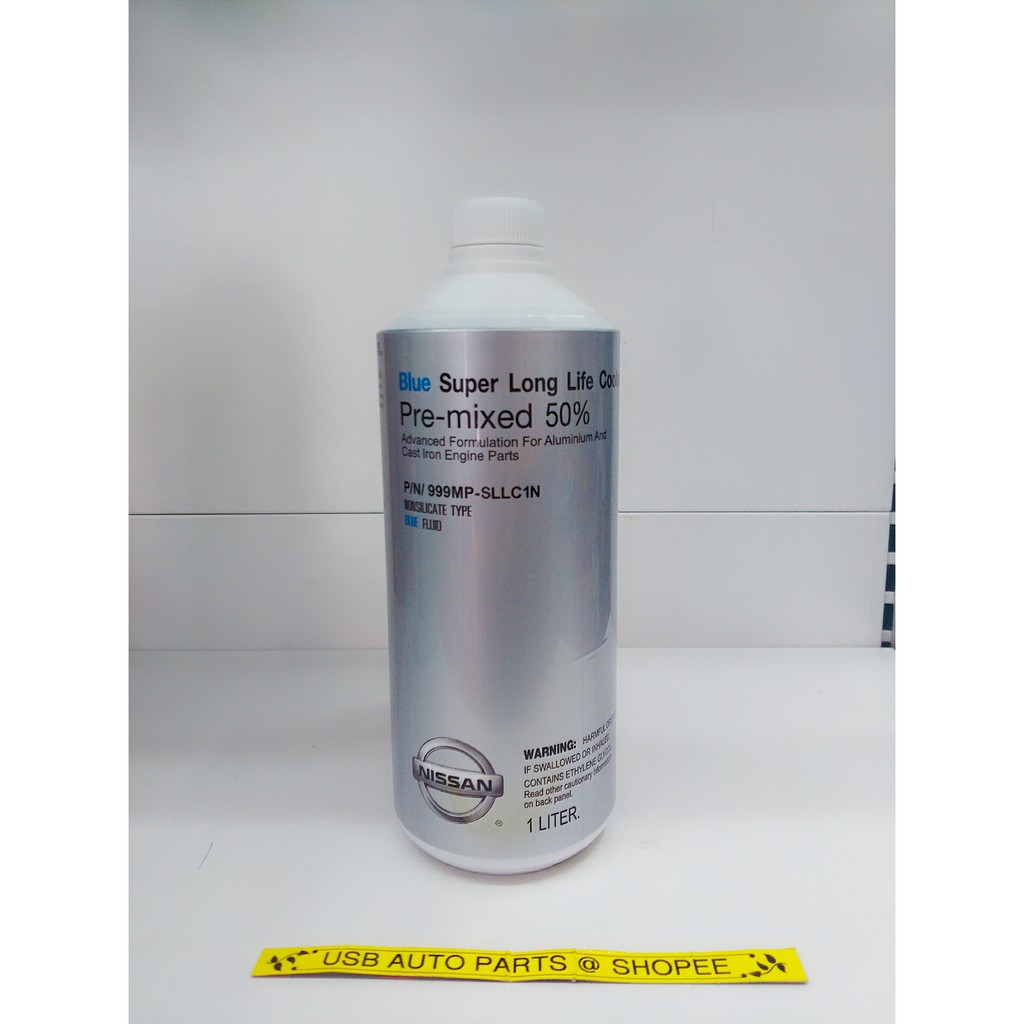 Blue Super Long Life
Pre-mixed 50%
Advanced Formulation For Aluminium And
Cast Iron Engine Parts
P/N/ 999MP-SLLC1N
NONSILICATE TYPE
BLUE FLUID
NISSAN
®
WARNING: HARMFUL
IF SWALLOWED OR INHALED
CONTAINS ETHYLENE GLYCOL
Read other cautionary information
on back panel.
1 LITER.
USB AUTO PARTS @ SHOPEE